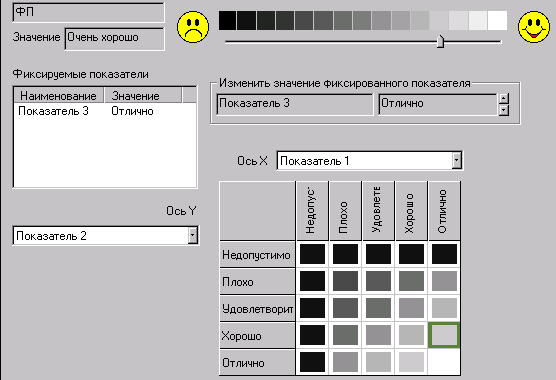 ФП
Значение Очень хорошо
Фиксируемые показатели
Наименование Значение
Показатель 3 Отлично
Изменить значение фиксированного показателя
Показатель 3 Отлично
Ось X Показатель 1
Ось Y
Показатель 2
Недопус
Плохо
Удовлетв
Хорошо
Отлично
Недопустимо
Плохо
Удовлетворит
Хорошо
Отлично